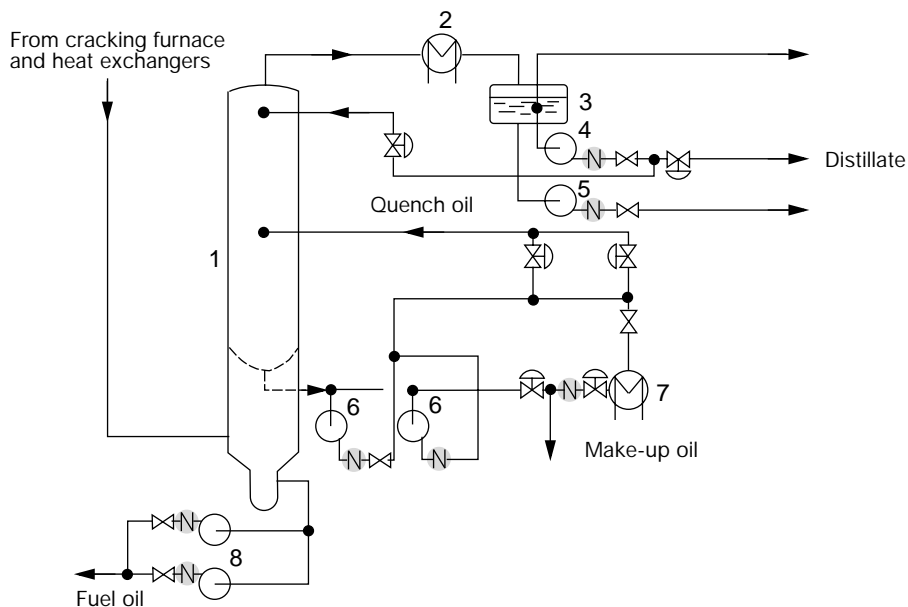 From cracking furnace
and heat exchangers
2
3
4
Distillate
5
Quench oil
1
6
6
7
Make-up oil
8
Fuel oil